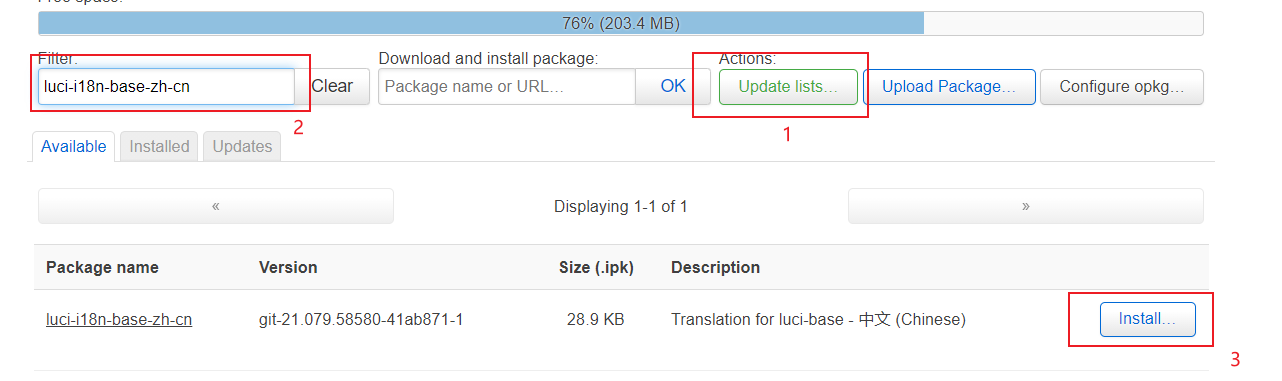 Free space:
76% (203.4 MB)
Filter: Download and install package: Actions:
luci-i18n-base-zh-cn Clear Package name or URL... OK Update lists... Upload Package... Configure opkg...
2 1
Available Installed Updates
« Displaying 1-1 of 1 »
Package name Version Size (.ipk) Description
luci-i18n-base-zh-cn git-21.079.58580-41ab871-1 28.9 KB Translation for luci-base - 中文 (Chinese) Install...
3